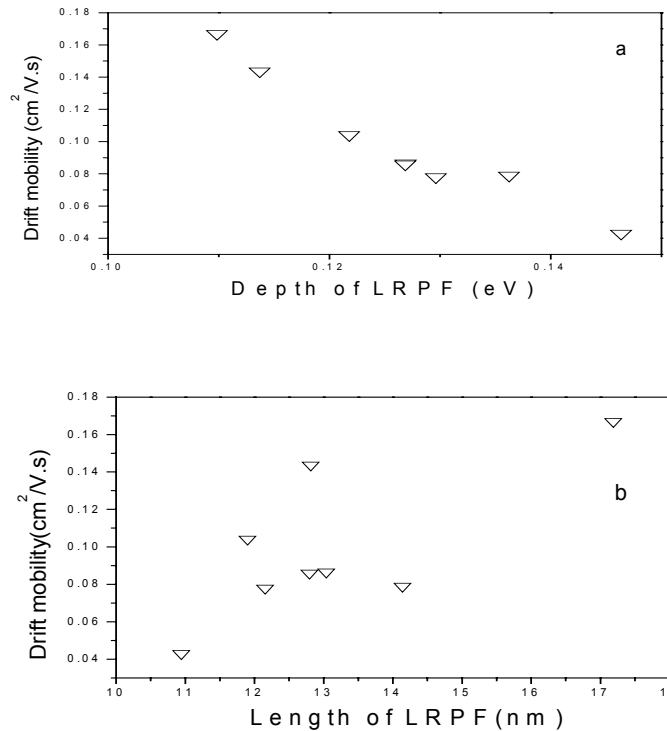 0.18
0.16
0.14
0.12
0.10
0.08
0.06
0.04
Drift mobility (cm²/V.s)
a
0.10 0.12 0.14
Depth of LRPF (eV)
0.18
0.16
0.14
0.12
0.10
0.08
0.06
0.04
Drift mobility(cm²/V.s)
b
10 11 12 13 14 15 16 17
Length of LRPF(nm)